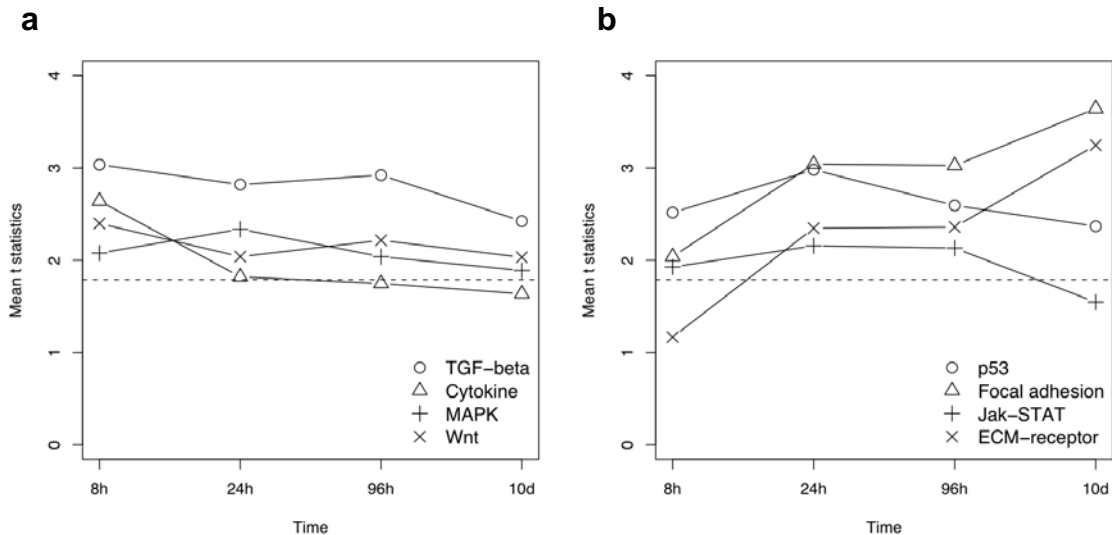 a
Mean t statistics
4
3
2
1
0
TGF−beta
Cytokine
MAPK
Wnt
8h
24h
96h
10d
Time
b
Mean t statistics
4
3
2
1
0
p53
Focal adhesion
Jak−STAT
ECM−receptor
8h
24h
96h
10d
Time